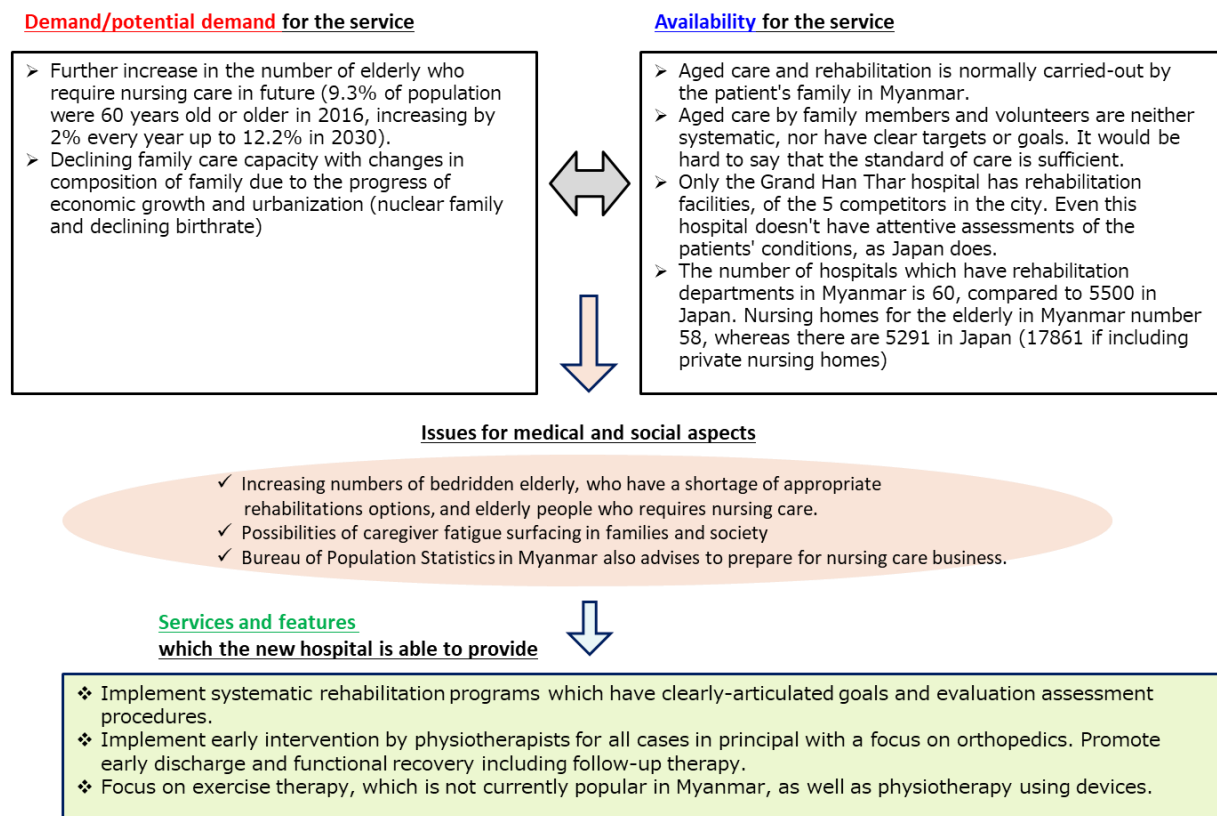 Demand/potential demand for the service
➢ Further increase in the number of elderly who
require nursing care in future (9.3% of population
were 60 years old or older in 2016, increasing by
2% every year up to 12.2% in 2030).
➢ Declining family care capacity with changes in
composition of family due to the progress of
economic growth and urbanization (nuclear family
and declining birthrate)
Availability for the service
➢ Aged care and rehabilitation is normally carried-out by
the patient's family in Myanmar.
➢ Aged care by family members and volunteers are neither
systematic, nor have clear targets or goals. It would be
hard to say that the standard of care is sufficient.
➢ Only the Grand Han Thar hospital has rehabilitation
facilities, of the 5 competitors in the city. Even this
hospital doesn't have attentive assessments of the
patients' conditions, as Japan does.
➢ The number of hospitals which have rehabilitation
departments in Myanmar is 60, compared to 5500 in
Japan. Nursing homes for the elderly in Myanmar number
58, whereas there are 5291 in Japan (17861 if including
private nursing homes)
Issues for medical and social aspects
✓ Increasing numbers of bedridden elderly, who have a shortage of appropriate
rehabilitations options, and elderly people who requires nursing care.
✓ Possibilities of caregiver fatigue surfacing in families and society
✓ Bureau of Population Statistics in Myanmar also advises to prepare for nursing care business.
Services and features
which the new hospital is able to provide
❖ Implement systematic rehabilitation programs which have clearly-articulated goals and evaluation assessment
procedures.
❖ Implement early intervention by physiotherapists for all cases in principal with a focus on orthopedics. Promote
early discharge and functional recovery including follow-up therapy.
❖ Focus on exercise therapy, which is not currently popular in Myanmar, as well as physiotherapy using devices.